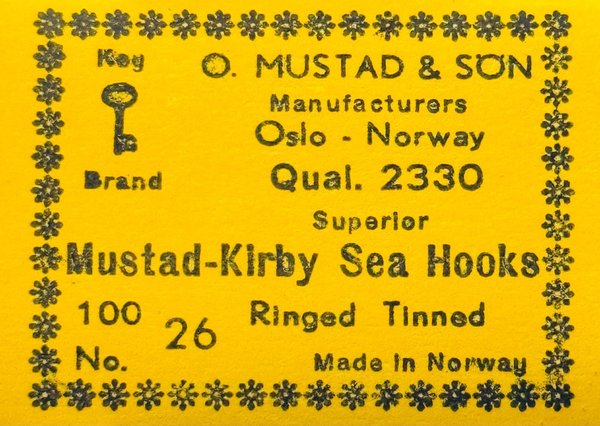 Key
Brand
O. MUSTAD & SON
Manufacturers
Oslo - Norway
Qual. 2330
Superior
Mustad-Kirby Sea Hooks
100 Ringed Tinned
No. 26
Made in Norway